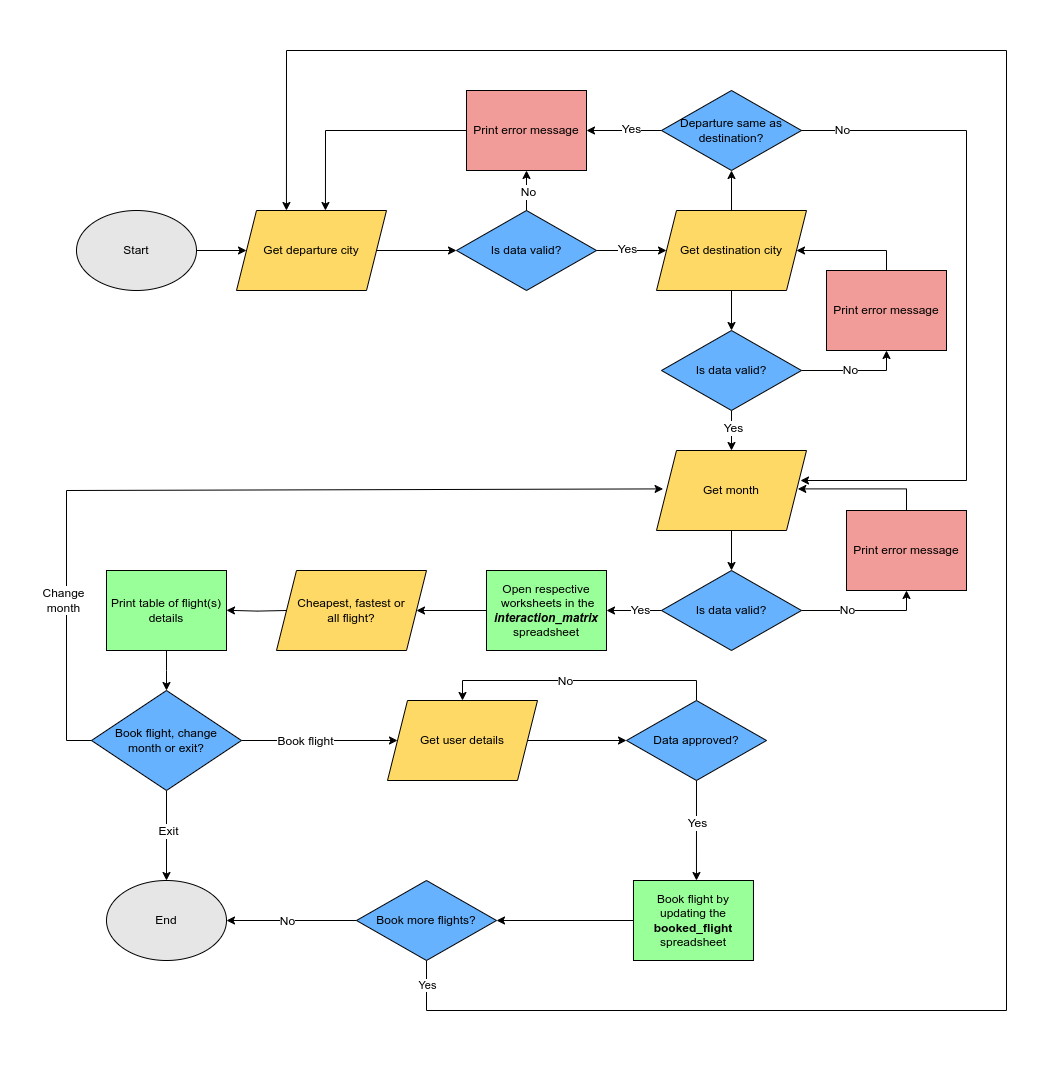 Departure same as
destination?
Print error message
Yes
No
No
Start
Get departure city
Is data valid?
Yes
Get destination city
Print error message
Is data valid?
No
Yes
Get month
Print error message
Change
month
Print table of flight(s)
details
Cheapest, fastest or
all flight?
Open respective
worksheets in the
interaction_matrix
spreadsheet
Yes
Is data valid?
No
No
Book flight, change
month or exit?
Book flight
Get user details
Data approved?
Exit
Yes
End
No
Book more flights?
Book flight by
updating the
booked_flight
spreadsheet
Yes